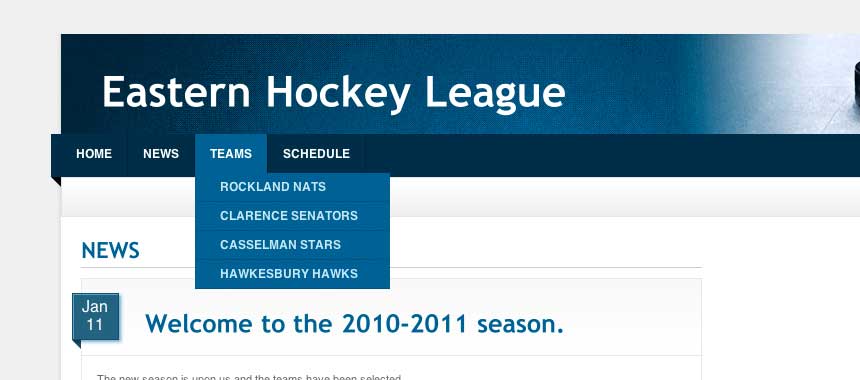 Eastern Hockey League
HOME NEWS TEAMS SCHEDULE
ROCKLAND NATS
CLARENCE SENATORS
CASSELMAN STARS
HAWKESBURY HAWKS
NEWS
Jan
11
Welcome to the 2010-2011 season.
The new season is upon us and the teams have been selected